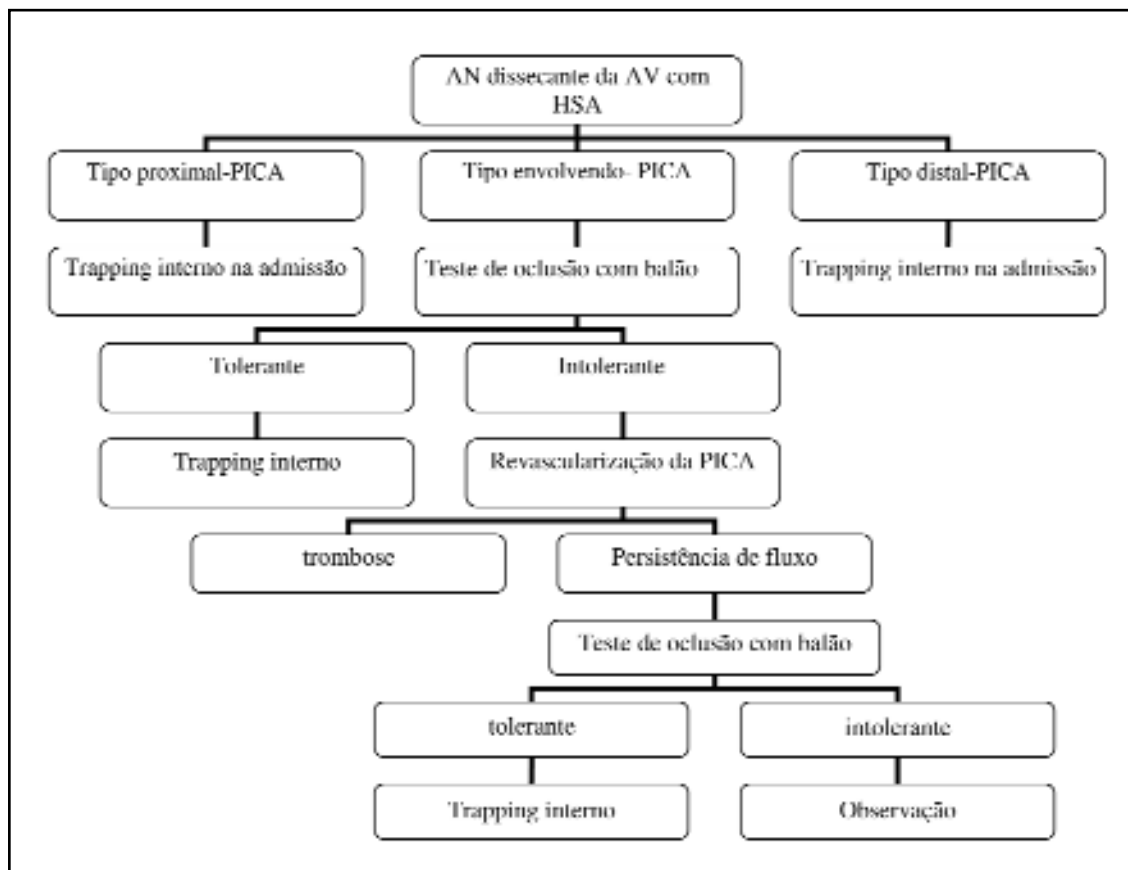 AN dissecante da AV com
HSA
Tipo proximal-PICA
Tipo envolvendo- PICA
Tipo distal-PICA
Trapping interno na admissão
Teste de oclusão com balão
Trapping interno na admissão
Tolerante
Intolerante
Trapping interno
Revascularização da PICA
trombose
Persistência de fluxo
Teste de oclusão com balão
tolerante
intolerante
Trapping interno
Observação